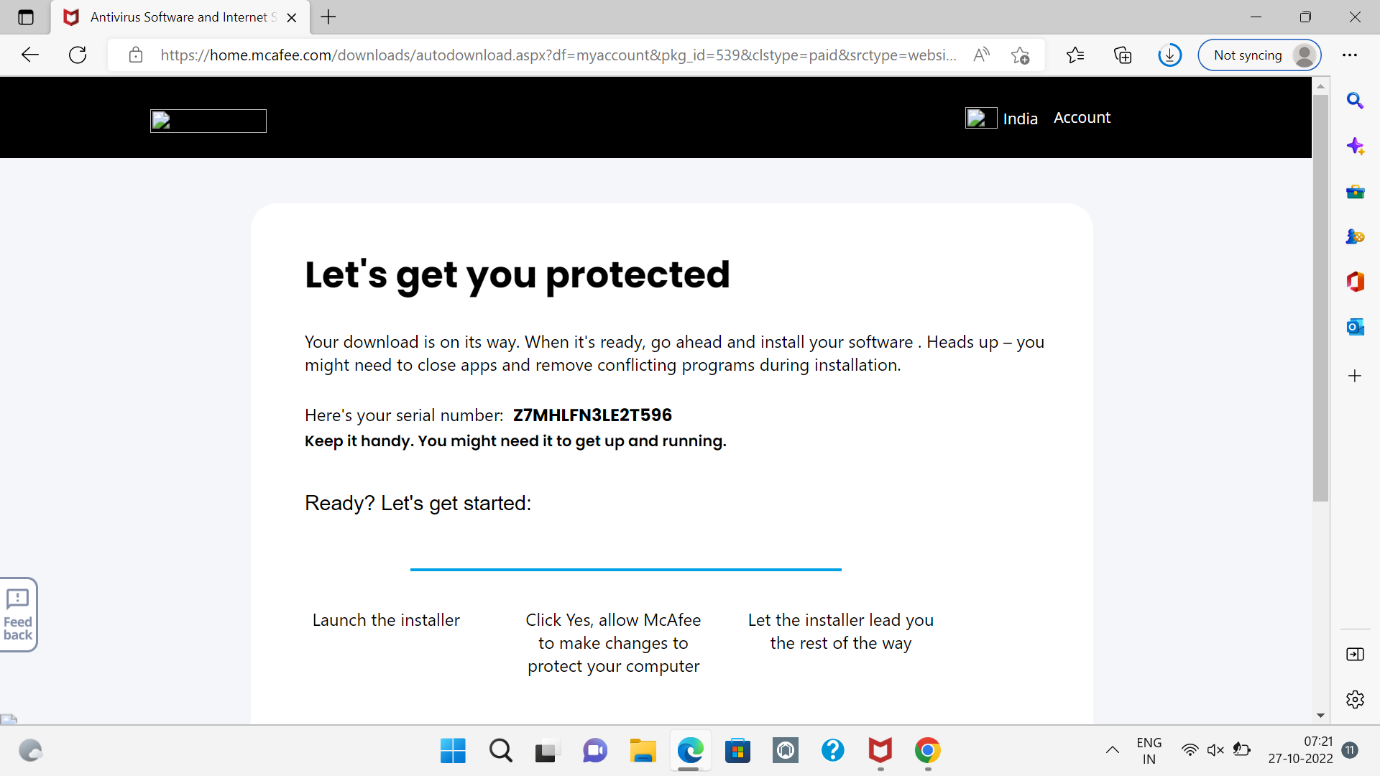 Antivirus Software and Internet S
https://home.mcafee.com/downloads/autodownload.aspx?df=myaccount&pkg_id=539&clstype=paid&srctype=websi...
Not syncing
India Account
Let's get you protected
Your download is on its way. When it's ready, go ahead and install your software . Heads up – you
might need to close apps and remove conflicting programs during installation.
Here's your serial number: Z7MHLFN3LE2T596
Keep it handy. You might need it to get up and running.
Ready? Let's get started:
Feed
back
Launch the installer
Click Yes, allow McAfee
to make changes to
protect your computer
Let the installer lead you
the rest of the way
ENG
IN
07:21
27-10-2022
11